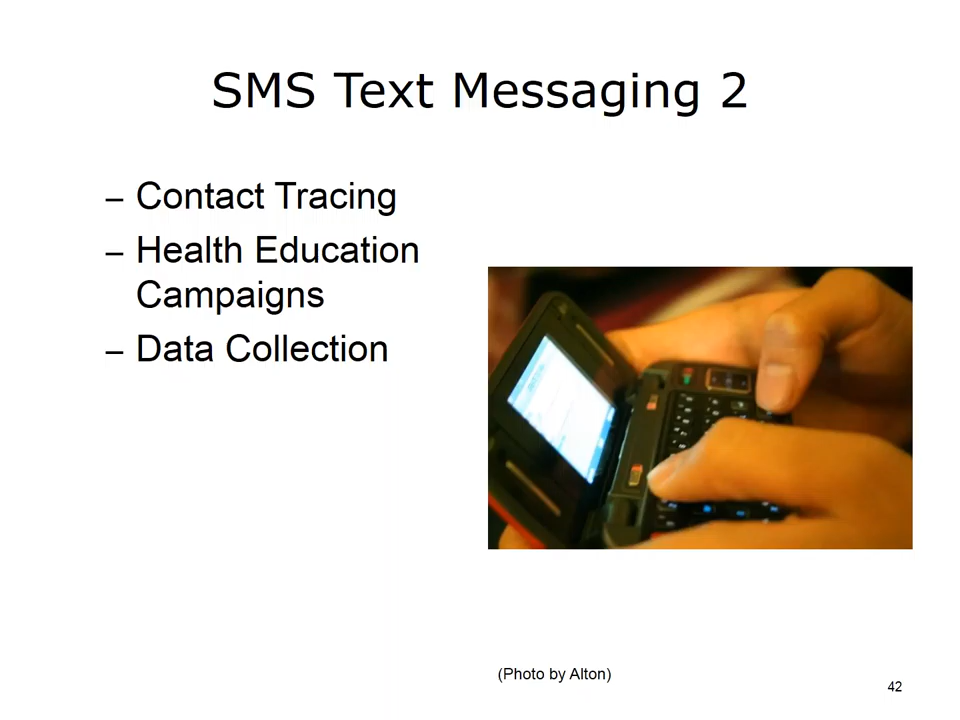 SMS Text Messaging 2
– Contact Tracing
– Health Education
Campaigns
– Data Collection
(Photo by Alton)
42